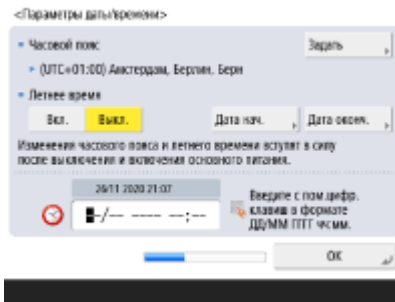 <Параметры даты/времени>
Часовой пояс
Задать
(UTC+01:00) Амстердам, Берлин, Берн
Летнее время
Вкл. Выкл. Дата нач. Дата оконч.
Изменения часового пояса и летнего времени вступят в силу
после выключения и включения основного питания.
26/11 2020 21:07
-/-- ---- --:--
Введите с пом.цифр.
клавиш в формате
ДД/ММ ГГГГ чч:мм.
OK